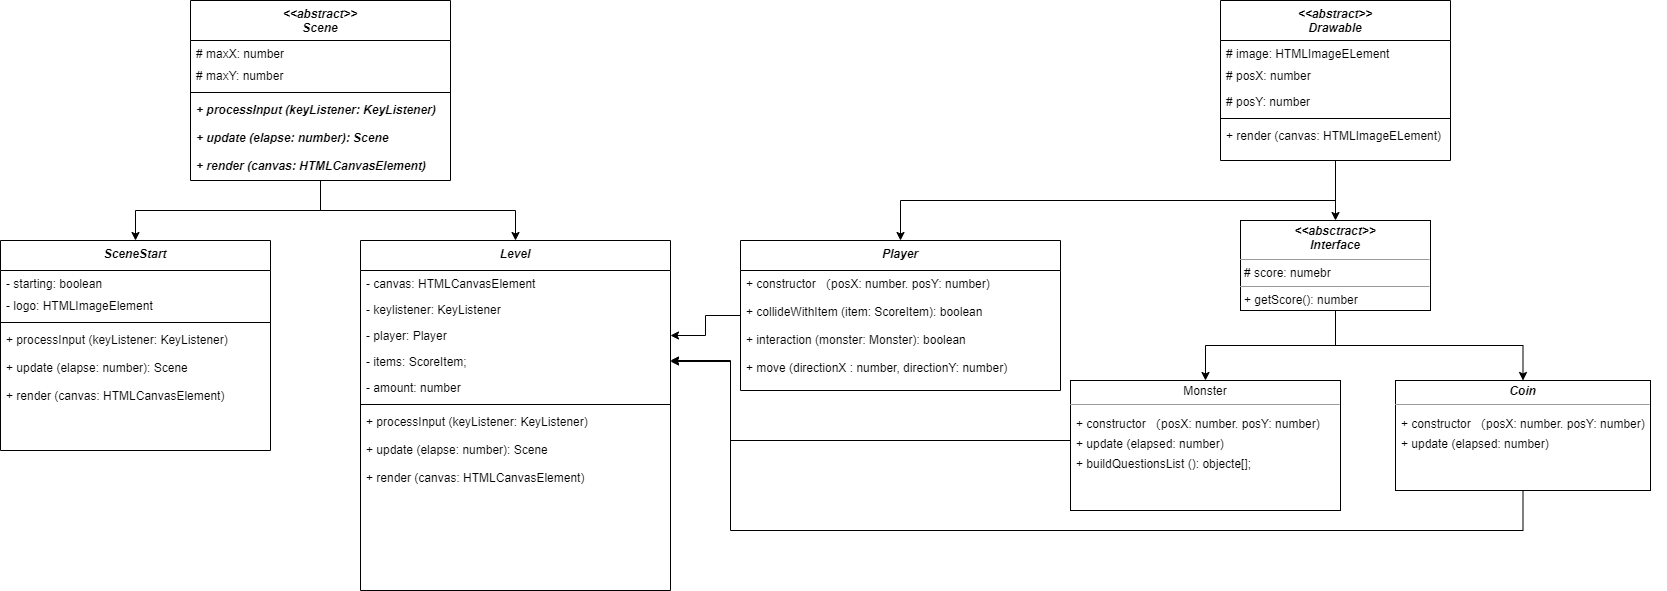 <<abstract>>
Scene
# maxX: number
# maxY: number
+ processInput (keyListener: KeyListener)
+ update (elapse: number): Scene
+ render (canvas: HTMLCanvasElement)
<<abstract>>
Drawable
# image: HTMLImageELement
# posX: number
# posY: number
+ render (canvas: HTMLImageELement)
SceneStart
- starting: boolean
- logo: HTMLImageElement
+ processInput (keyListener: KeyListener)
+ update (elapse: number): Scene
+ render (canvas: HTMLCanvasElement)
Level
- canvas: HTMLCanvasElement
- keylistener: KeyListener
- player: Player
- items: ScoreItem;
- amount: number
+ processInput (keyListener: KeyListener)
+ update (elapse: number): Scene
+ render (canvas: HTMLCanvasElement)
Player
+ constructor (posX: number. posY: number)
+ collideWithItem (item: ScoreItem): boolean
+ interaction (monster: Monster): boolean
+ move (directionX : number, directionY: number)
<<absctract>>
Interface
# score: numebr
+ getScore(): number
Monster
+ constructor (posX: number. posY: number)
+ update (elapsed: number)
+ buildQuestionsList (): objecte[];
Coin
+ constructor (posX: number. posY: number)
+ update (elapsed: number)